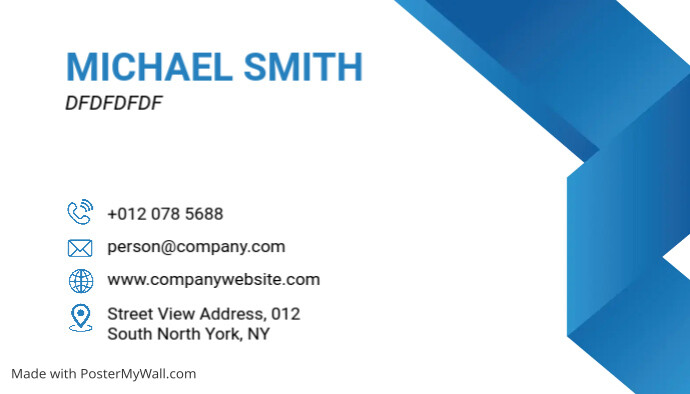 MICHAEL SMITH
DFDFDFDF
+012 078 5688
person@company.com
www.companywebsite.com
Street View Address, 012
South North York, NY
Made with PosterMyWall.com